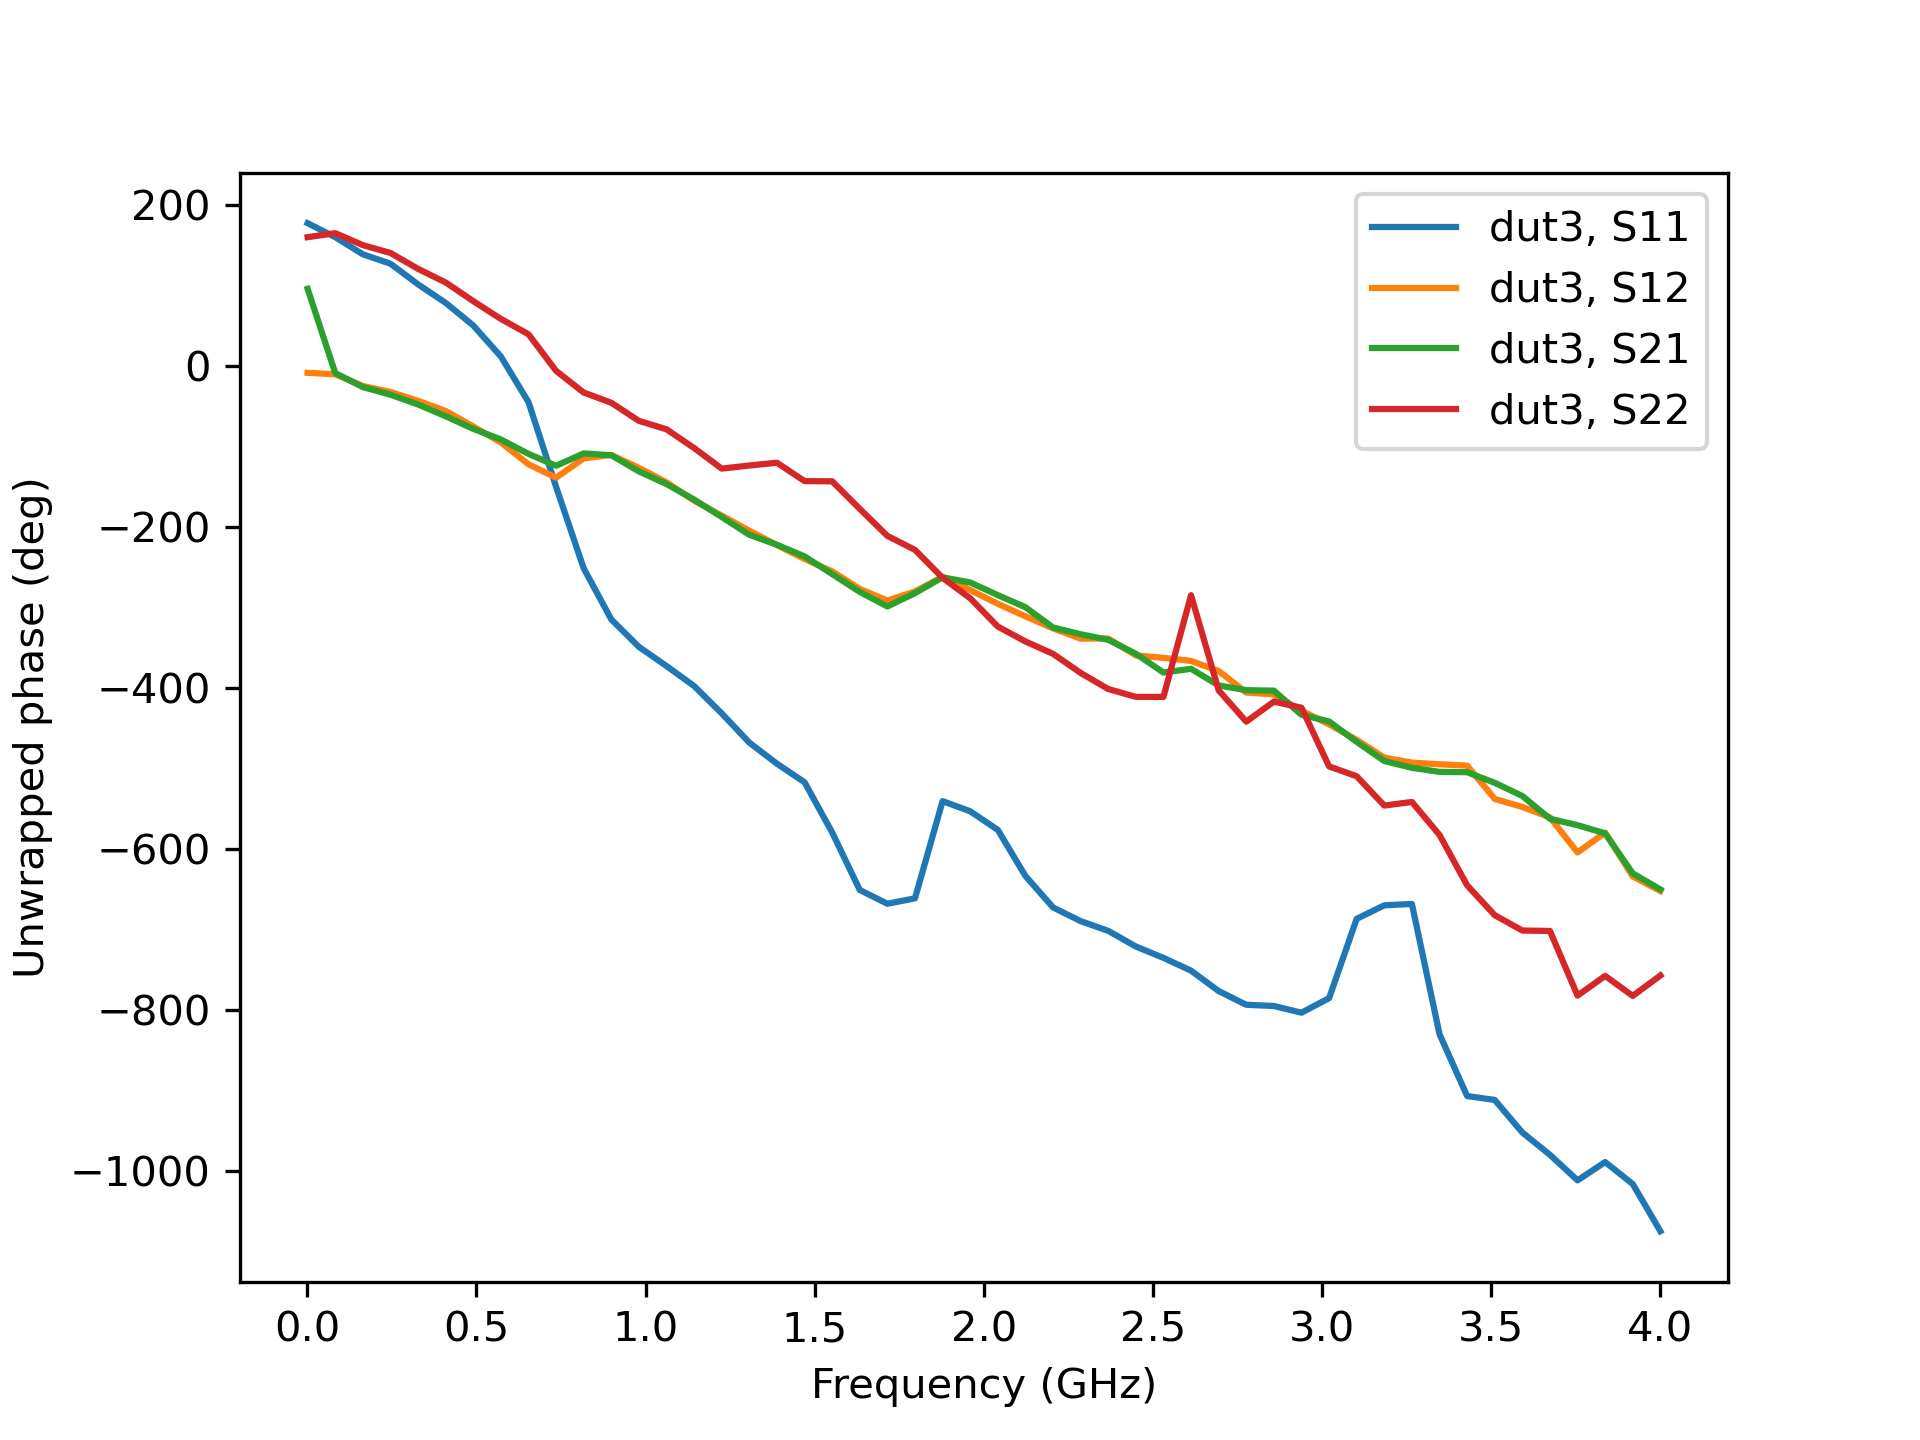 dut3, S11
dut3, S12
dut3, S21
dut3, S22
200
0
−200
−400
−600
−800
−1000
Unwrapped phase (deg)
0.0 0.5 1.0 1.5 2.0 2.5 3.0 3.5 4.0
Frequency (GHz)